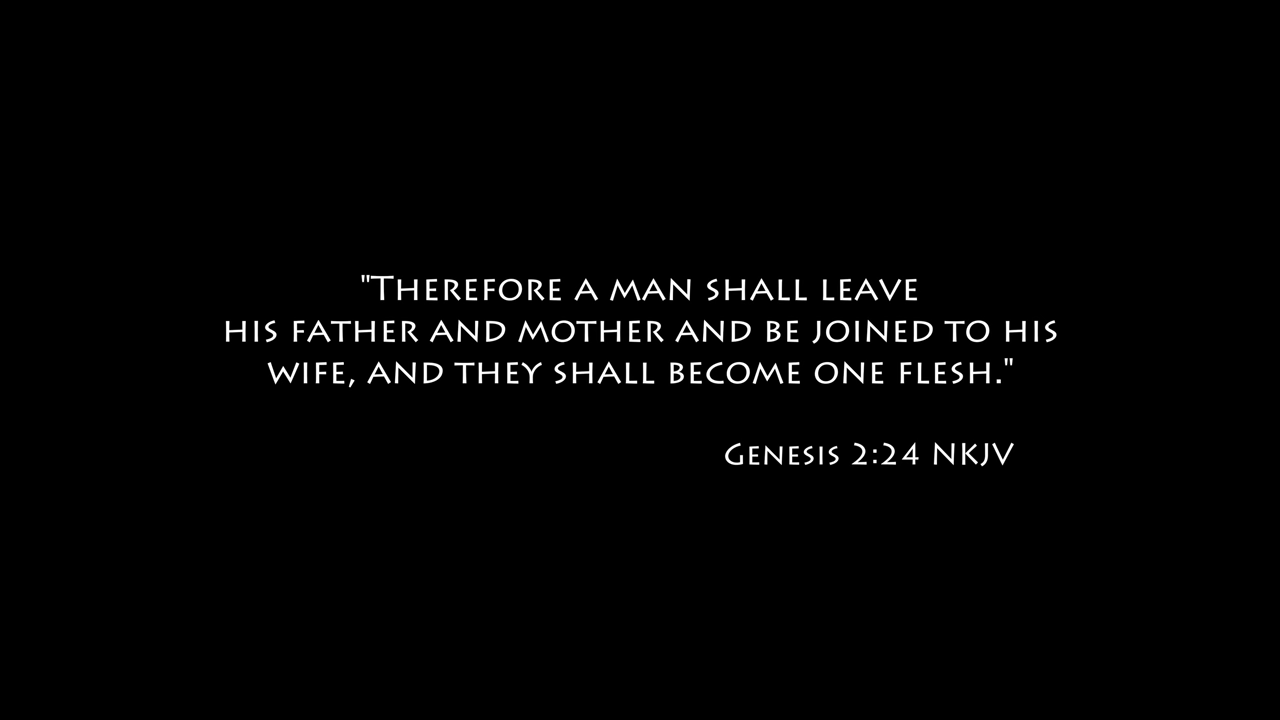 "Therefore a man shall leave
his father and mother and be joined to his
wife, and they shall become one flesh."
Genesis 2:24 NKJV